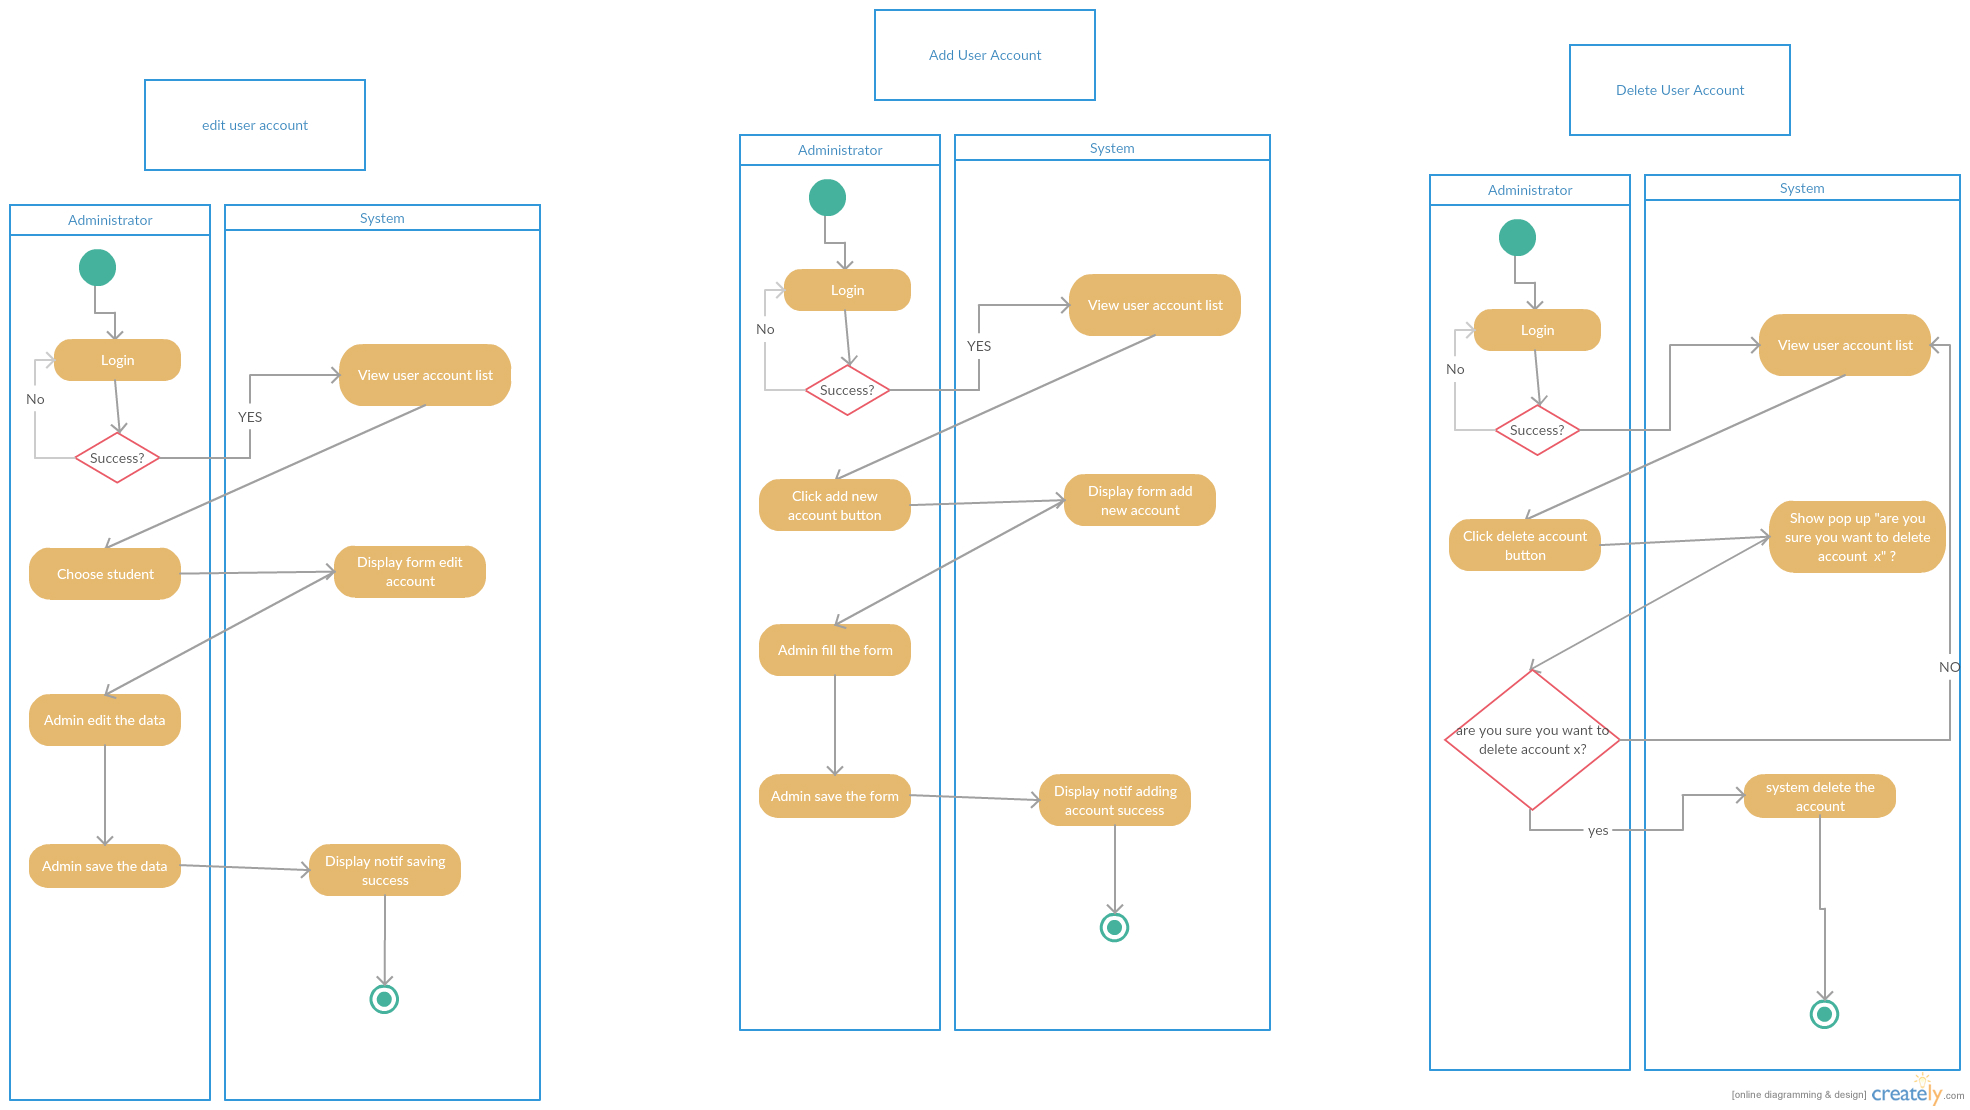 edit user account
Administrator
System
Login
No
Success?
YES
View user account list
Choose student
Display form edit
account
Admin edit the data
Admin save the data
Display notif saving
success
Add User Account
Administrator
System
Login
No
Success?
YES
View user account list
Click add new
account button
Display form add
new account
Admin fill the form
Admin save the form
Display notif adding
account success
Delete User Account
Administrator
System
Login
No
Success?
View user account list
Click delete account
button
Show pop up "are you
sure you want to delete
account x" ?
NO
are you sure you want to
delete account x?
yes
system delete the
account
[online diagramming & design] creately.com